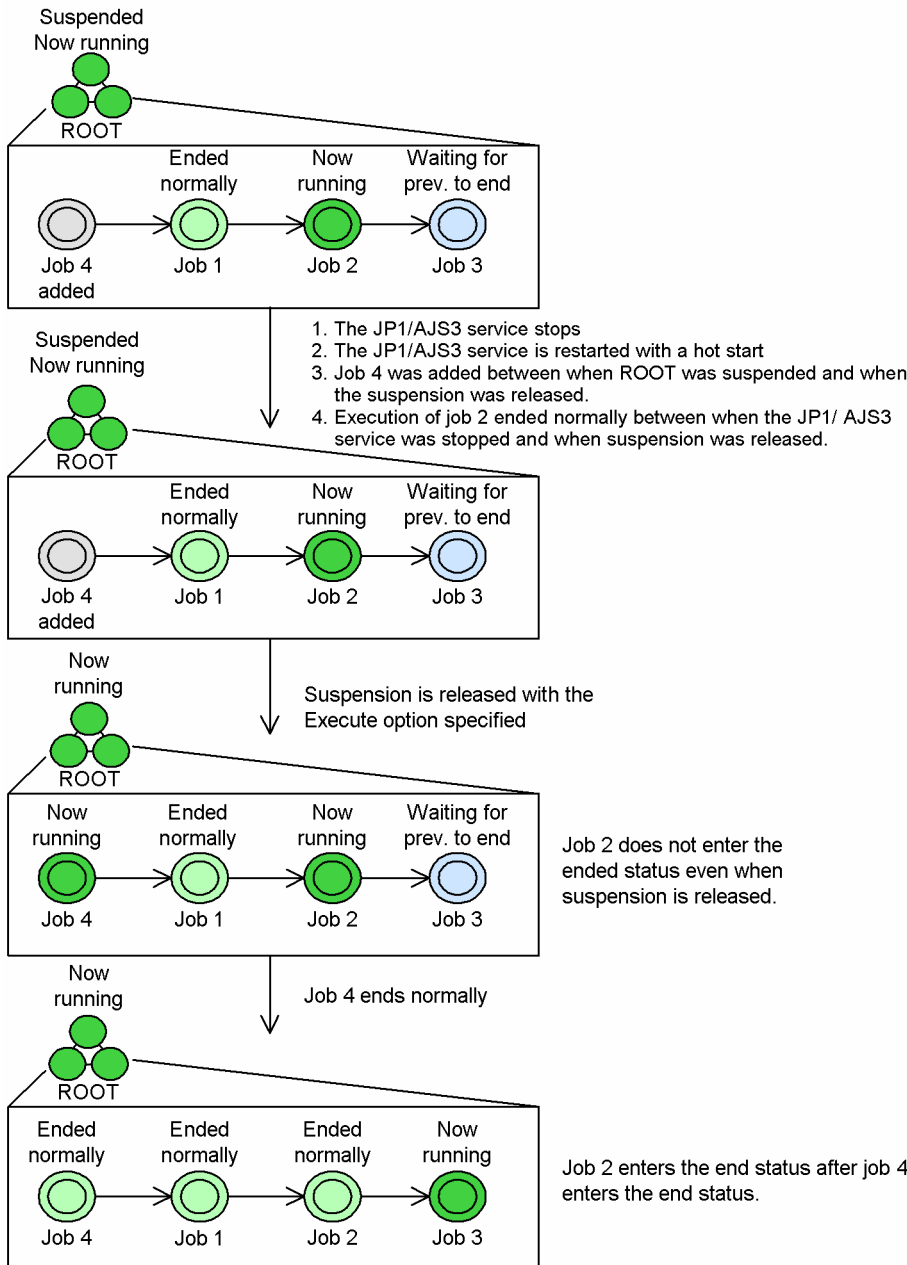 Suspended
Now running
ROOT
Ended
normally
Now
running
Waiting for
prev. to end
Job 4
added
Job 1
Job 2
Job 3
1. The JP1/AJS3 service stops
2. The JP1/AJS3 service is restarted with a hot start
3. Job 4 was added between when ROOT was suspended and when
the suspension was released.
4. Execution of job 2 ended normally between when the JP1/ AJS3
service was stopped and when suspension was released.
Suspended
Now running
ROOT
Ended
normally
Now
running
Waiting for
prev. to end
Job 4
added
Job 1
Job 2
Job 3
Suspension is released with the
Execute option specified
Now
running
ROOT
Now
running
Ended
normally
Now
running
Waiting for
prev. to end
Job 4
Job 1
Job 2
Job 3
Job 2 does not enter the
ended status even when
suspension is released.
Job 4 ends normally
Now
running
ROOT
Ended
normally
Ended
normally
Ended
normally
Now
running
Job 4
Job 1
Job 2
Job 3
Job 2 enters the end status after job 4
enters the end status.